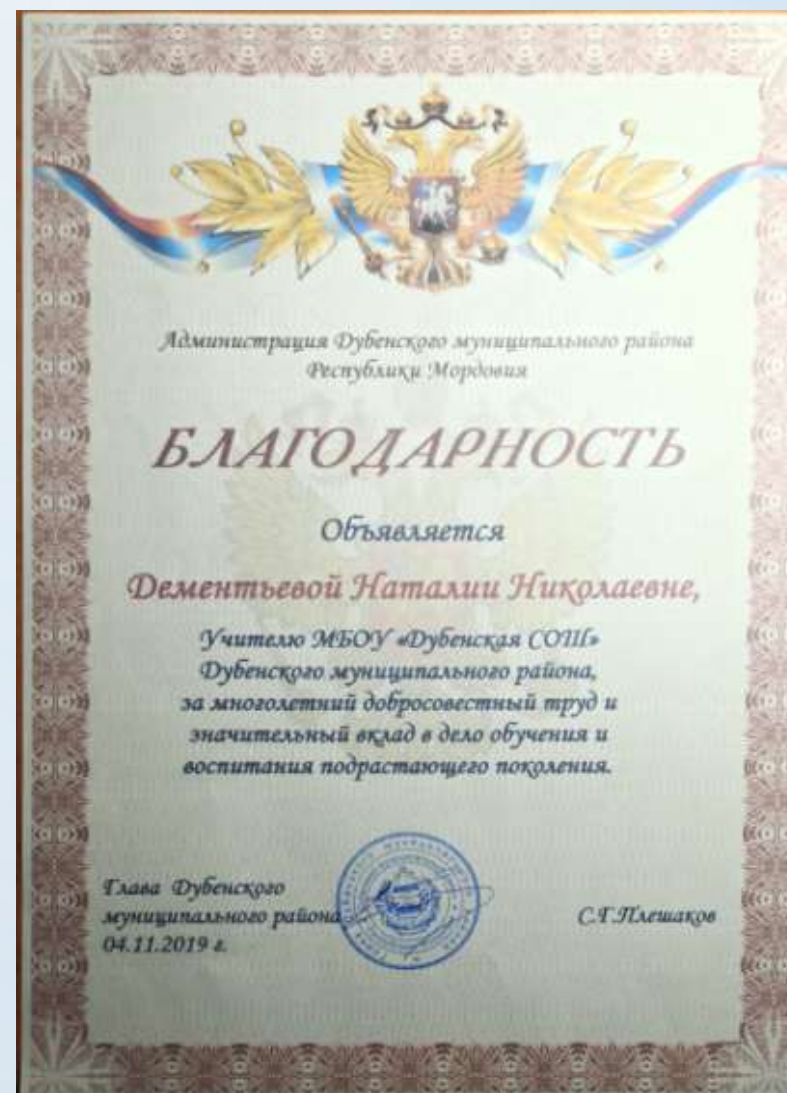 Администрация Дубенского муниципального района
Республики Мордовия
БЛАГОДАРНОСТЬ
Объявляется
Дементьевой Наталии Николаевне,
Учителю МБОУ «Дубенская СОШ»
Дубенского муниципального района,
за многолетний добросовестный труд и
значительный вклад в дело обучения и
воспитания подрастающего поколения.
Глава Дубенского
муниципального района
04.11.2019 г.
С.Г.Плешаков